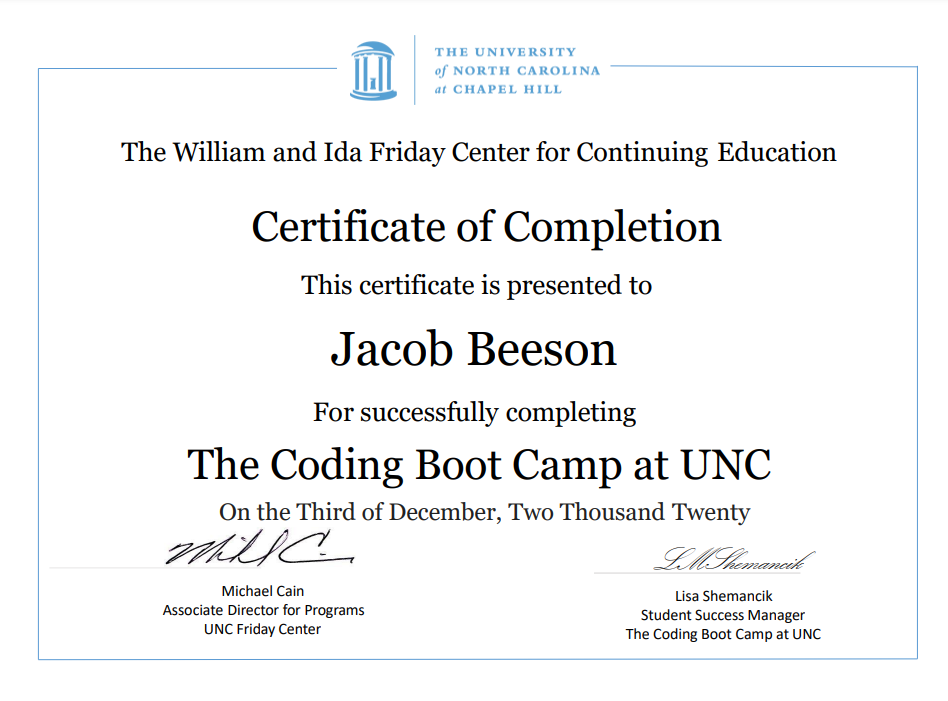 THE UNIVERSITY
of NORTH CAROLINA
at CHAPEL HILL
The William and Ida Friday Center for Continuing Education
Certificate of Completion
This certificate is presented to
Jacob Beeson
For successfully completing
The Coding Boot Camp at UNC
On the Third of December, Two Thousand Twenty
LMShemancik
Michael Cain
Associate Director for Programs
UNC Friday Center
Lisa Shemancik
Student Success Manager
The Coding Boot Camp at UNC